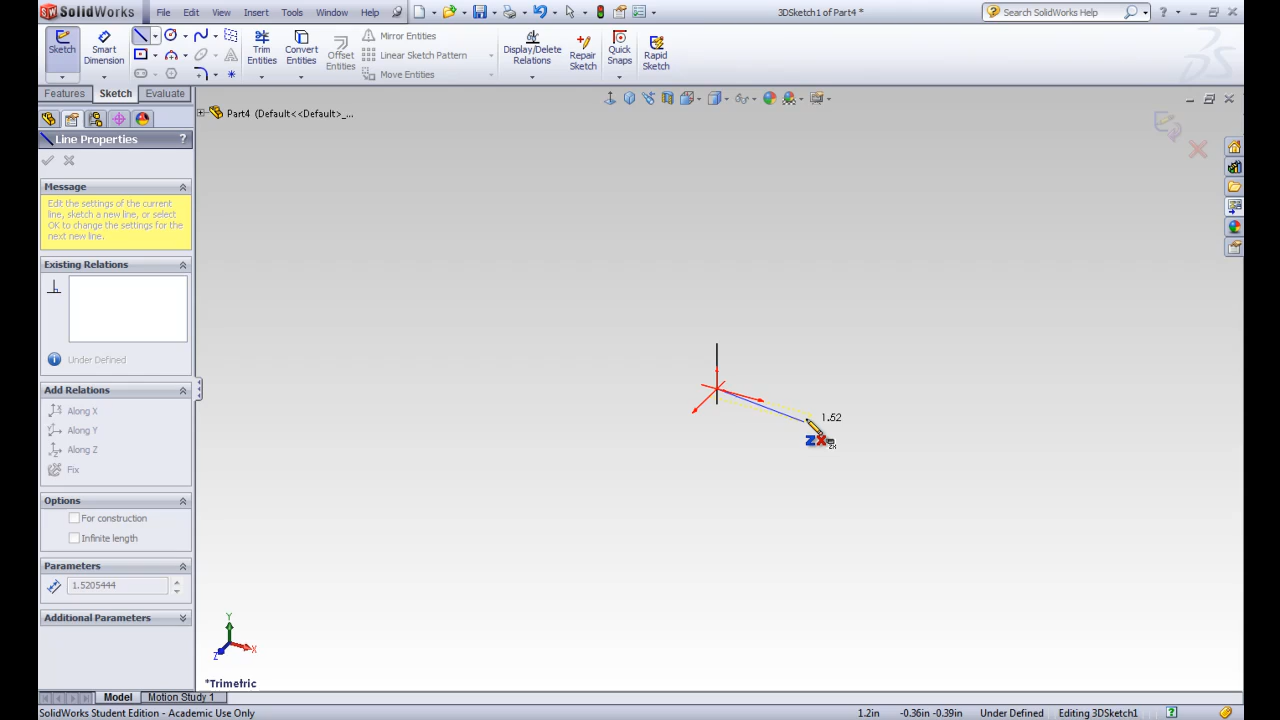 SolidWorks File Edit View Insert Tools Window Help 3DSketch1 of Part4 * Search SolidWorks Help
Sketch
Smart
Dimension
Trim
Entities
Convert
Entities
Offset
Entities
Mirror Entities
Linear Sketch Pattern
Move Entities
Display/Delete
Relations
Repair
Sketch
Quick
Snaps
Rapid
Sketch
Features Sketch Evaluate
Part4 (Default<<Default>_...
Line Properties ?
Message
Edit the settings of the current
line, sketch a new line, or select
OK to change the settings for the
next new line.
Existing Relations
Under Defined
Add Relations
Along X
Along Y
Along Z
Fix
Options
For construction
Infinite length
Parameters
1.5205444
Additional Parameters
1.52
ZX
Y
X
Z
*Trimetric
Model Motion Study 1
SolidWorks Student Edition - Academic Use Only 1.2in -0.36in -0.39in Under Defined Editing 3DSketch1